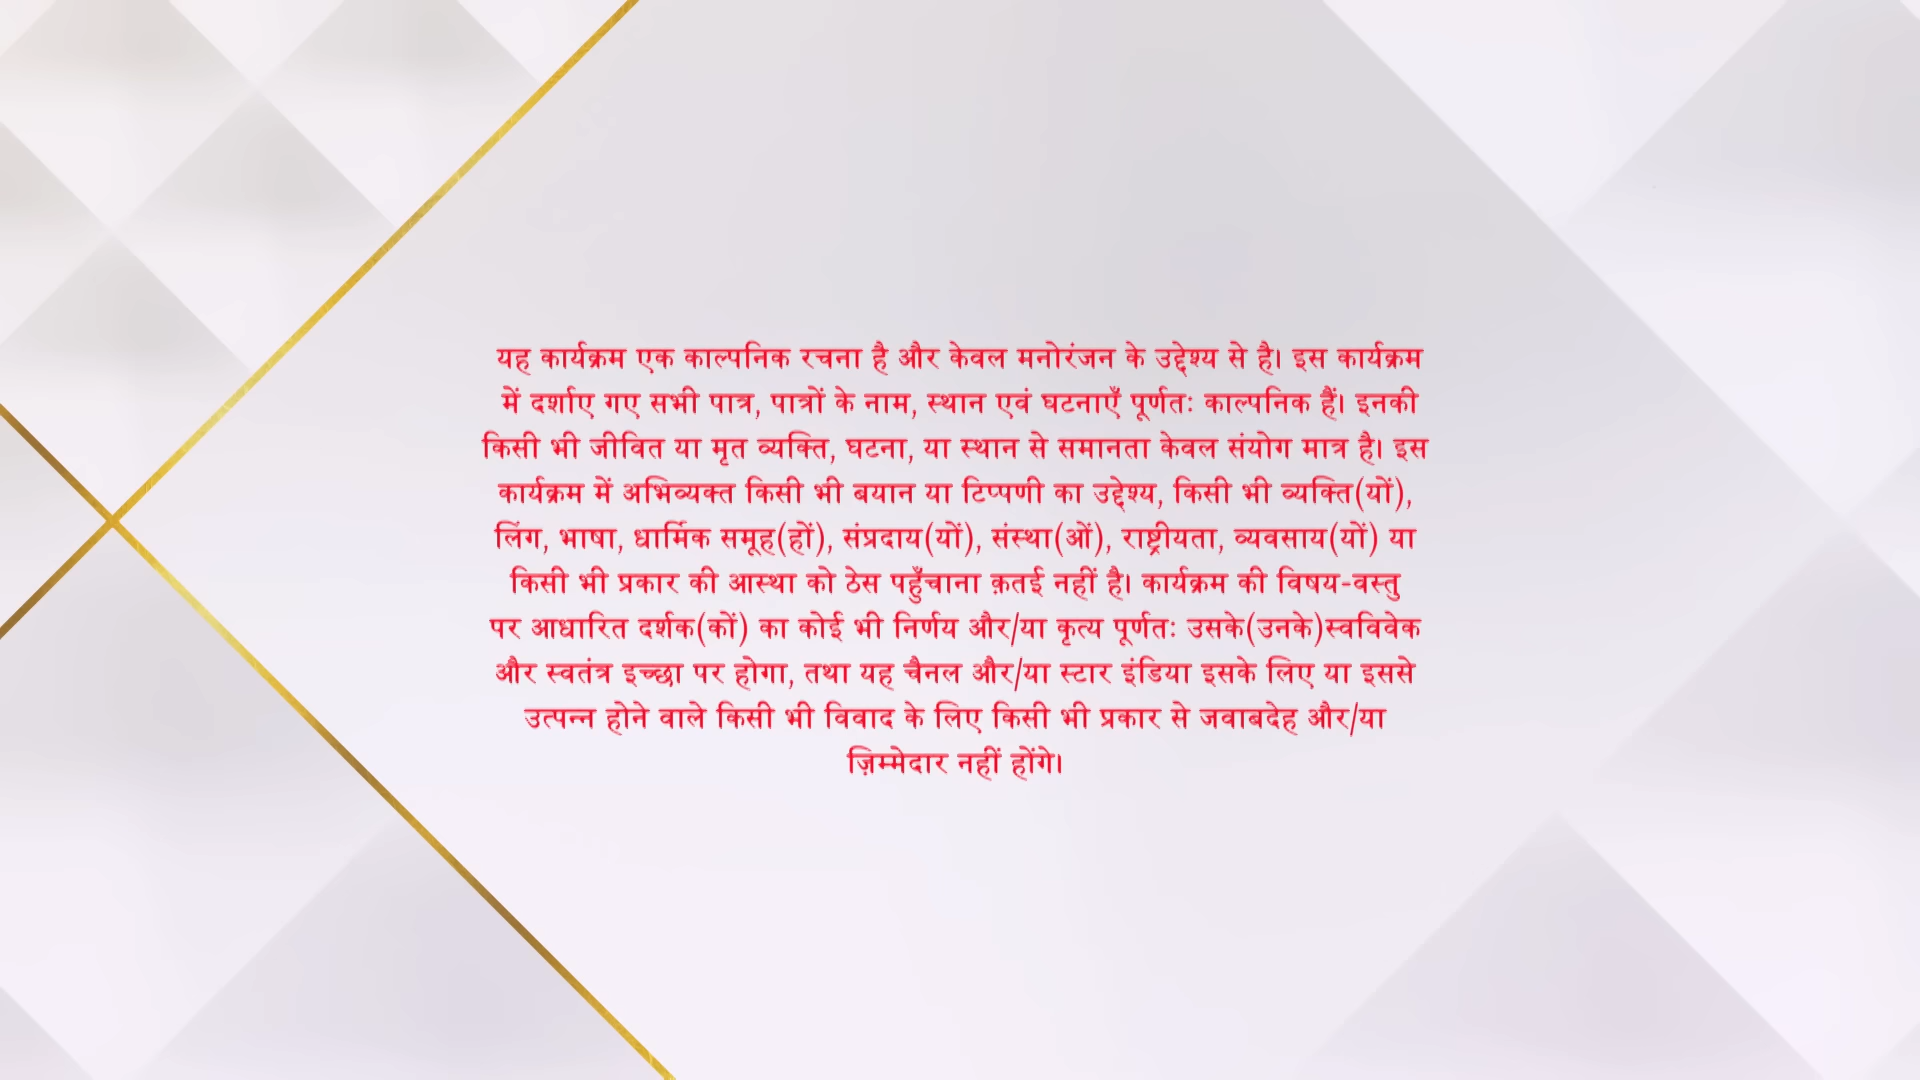 यह कार्यक्रम एक काल्पनिक रचना है और केवल मनोरंजन के उद्देश्य से है। इस कार्यक्रम
में दर्शाए गए सभी पात्र, पात्रों के नाम, स्थान एवं घटनाएँ पूर्णतः काल्पनिक हैं। इनकी
किसी भी जीवित या मृत व्यक्ति, घटना, या स्थान से समानता केवल संयोग मात्र है। इस
कार्यक्रम में अभिव्यक्त किसी भी बयान या टिप्पणी का उद्देश्य, किसी भी व्यक्ति(यों),
लिंग, भाषा, धार्मिक समूह(हों), संप्रदाय(यों), संस्था(ओं), राष्ट्रीयता, व्यवसाय(यों) या
किसी भी प्रकार की आस्था को ठेस पहुँचाना क़तई नहीं है। कार्यक्रम की विषय-वस्तु
पर आधारित दर्शक(कों) का कोई भी निर्णय और/या कृत्य पूर्णतः उसके(उनके)स्वविवेक
और स्वतंत्र इच्छा पर होगा, तथा यह चैनल और/या स्टार इंडिया इसके लिए या इससे
उत्पन्न होने वाले किसी भी विवाद के लिए किसी भी प्रकार से जवाबदेह और/या
ज़िम्मेदार नहीं होंगे।